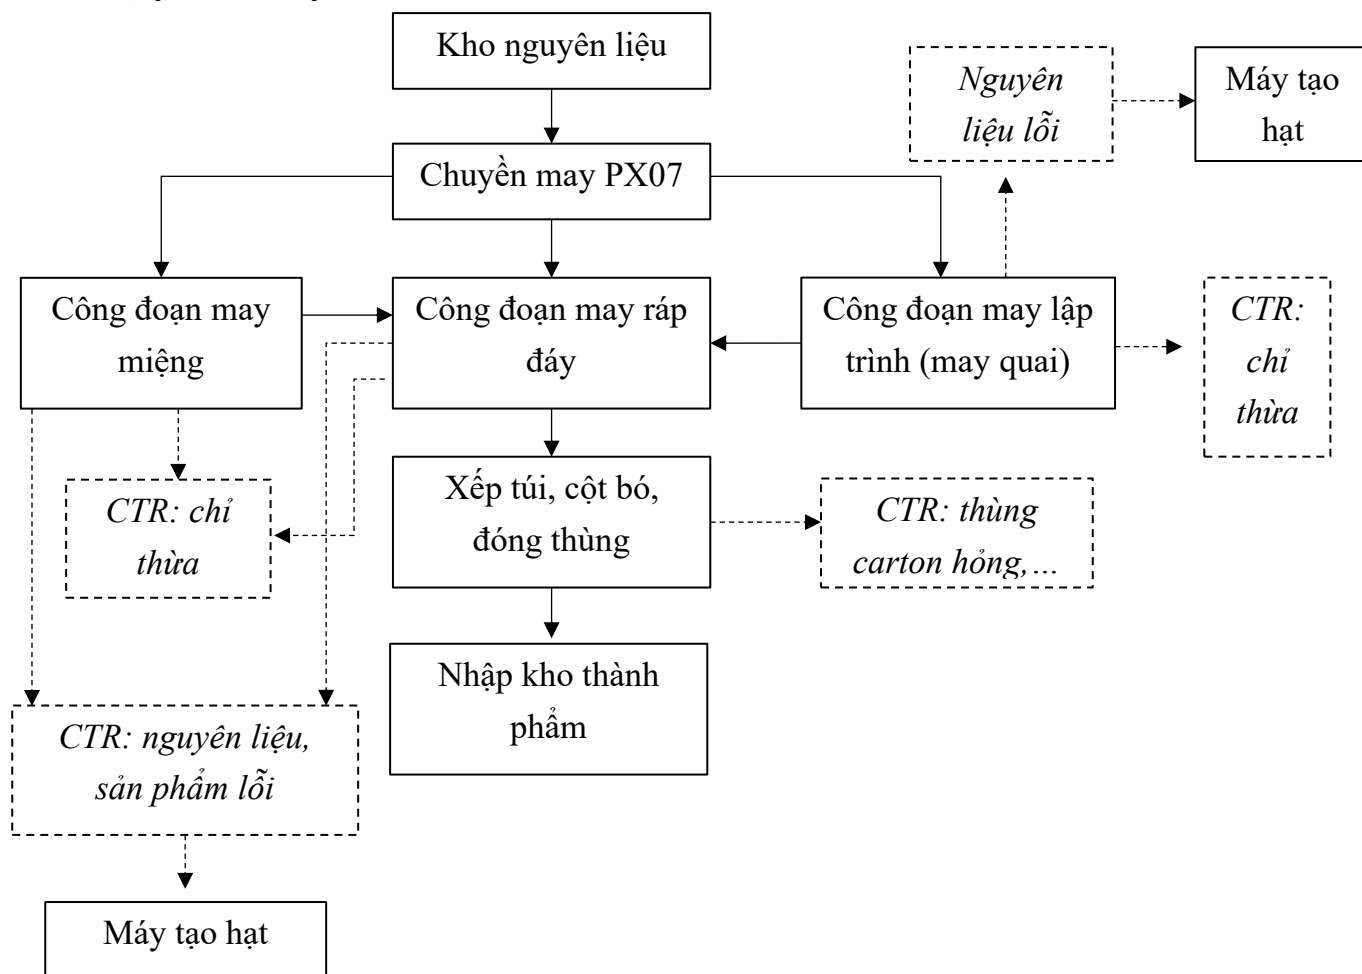 Kho nguyên liệu
Nguyên
liệu lỗi
Máy tạo
hạt
Chuyền may PX07
Công đoạn may
miệng
Công đoạn may ráp
đáy
Công đoạn may lập
trình (may quai)
CTR:
chỉ
thừa
CTR: chỉ
thừa
Xếp túi, cột bó,
đóng thùng
CTR: thùng
carton hỏng,…
Nhập kho thành
phẩm
CTR: nguyên liệu,
sản phẩm lỗi
Máy tạo hạt